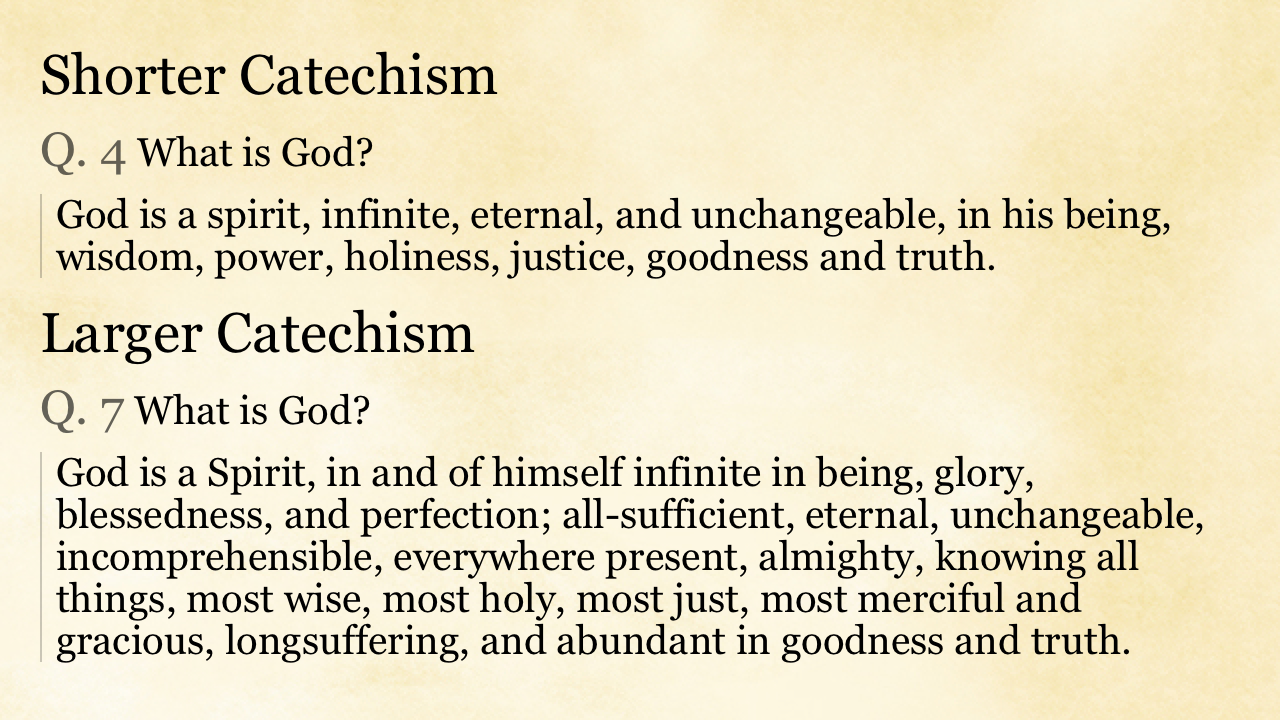 Shorter Catechism
Q. 4 What is God?
God is a spirit, infinite, eternal, and unchangeable, in his being,
wisdom, power, holiness, justice, goodness and truth.
Larger Catechism
Q. 7 What is God?
God is a Spirit, in and of himself infinite in being, glory,
blessedness, and perfection; all-sufficient, eternal, unchangeable,
incomprehensible, everywhere present, almighty, knowing all
things, most wise, most holy, most just, most merciful and
gracious, longsuffering, and abundant in goodness and truth.